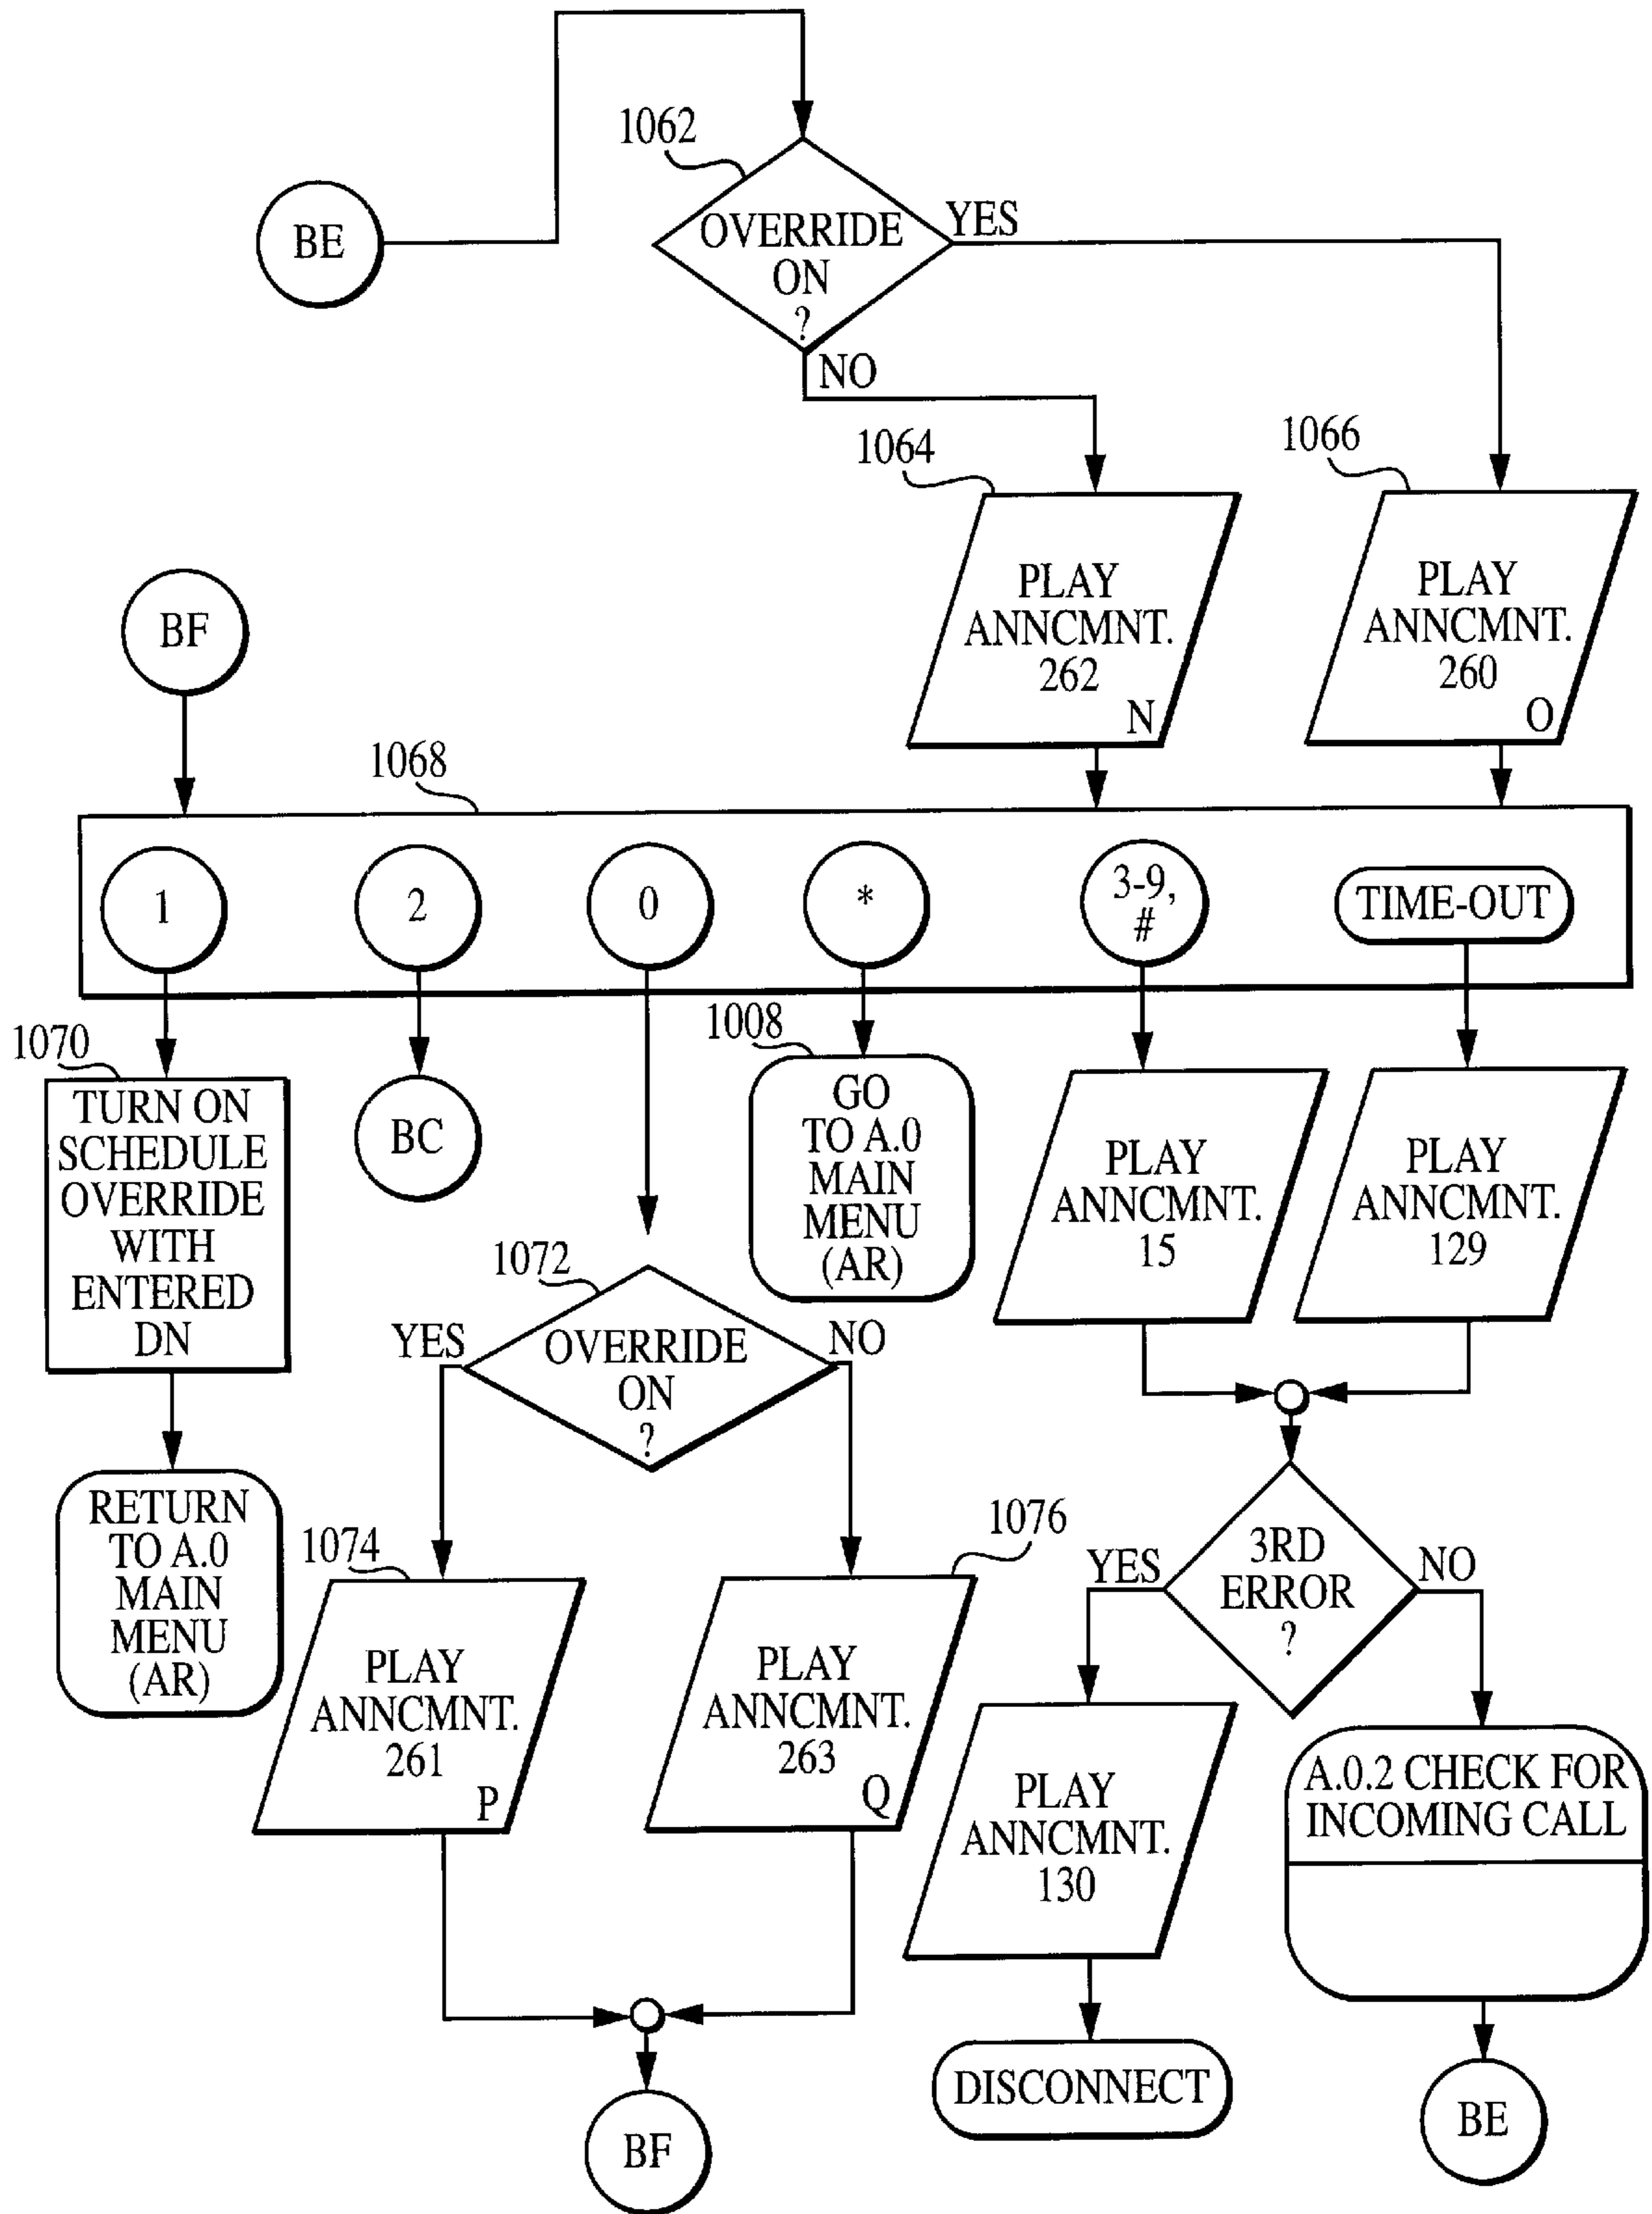 1062
BE
OVERRIDE
ON
?
YES
NO
1064
1066
PLAY
ANNCMNT.
262
N
PLAY
ANNCMNT.
260
O
BF
1068
1
2
0
*
3-9,
#
TIME-OUT
1070
TURN ON
SCHEDULE
OVERRIDE
WITH
ENTERED
DN
BC
1008
GO
TO A.0
MAIN
MENU
(AR)
PLAY
ANNCMNT.
15
PLAY
ANNCMNT.
129
1072
YES
OVERRIDE
ON
?
NO
RETURN
TO A.0
MAIN
MENU
(AR)
1074
PLAY
ANNCMNT.
261
P
1076
PLAY
ANNCMNT.
263
Q
YES
3RD
ERROR
?
NO
PLAY
ANNCMNT.
130
A.0.2 CHECK FOR
INCOMING CALL
DISCONNECT
BF
BE